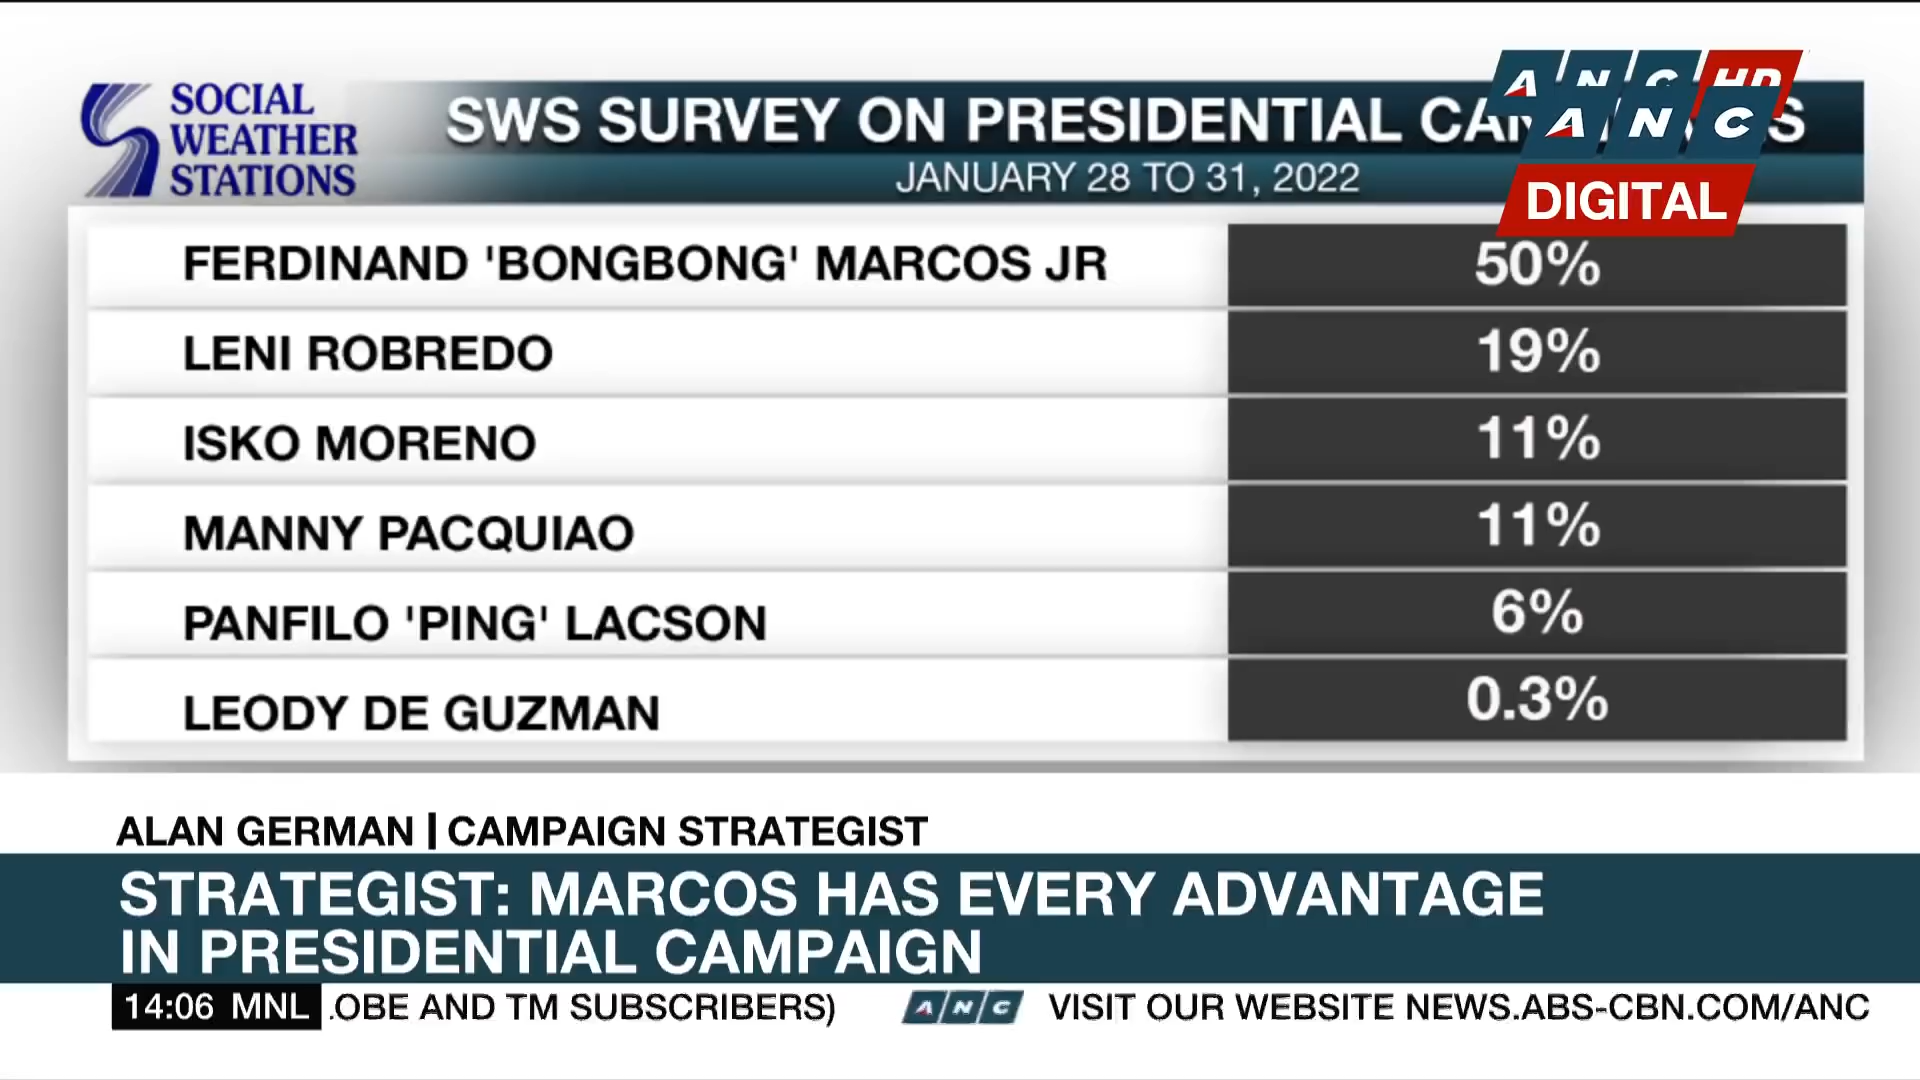 SOCIAL
WEATHER
STATIONS
SWS SURVEY ON PRESIDENTIAL
JANUARY 28 TO 31, 2022
ANC HD
ANC
DIGITAL
FERDINAND 'BONGBONG' MARCOS JR 50%
LENI ROBREDO 19%
ISKO MORENO 11%
MANNY PACQUIAO 11%
PANFILO 'PING' LACSON 6%
LEODY DE GUZMAN 0.3%
ALAN GERMAN | CAMPAIGN STRATEGIST
STRATEGIST: MARCOS HAS EVERY ADVANTAGE
IN PRESIDENTIAL CAMPAIGN
14:06 MNL .OBE AND TM SUBSCRIBERS) ANC VISIT OUR WEBSITE NEWS.ABS-CBN.COM/ANC